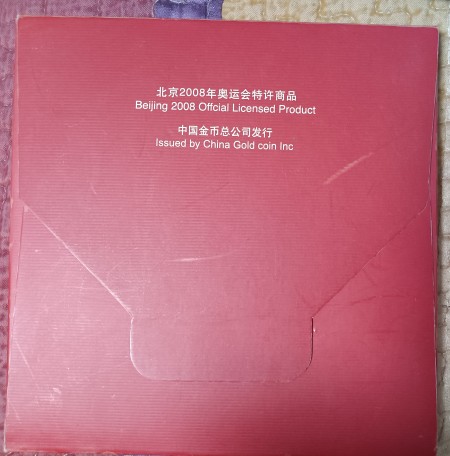 北京2008年奥运会特许商品
Beijing 2008 Offcial Licensed Product
中国金币总公司发行
Issued by China Gold coin Inc